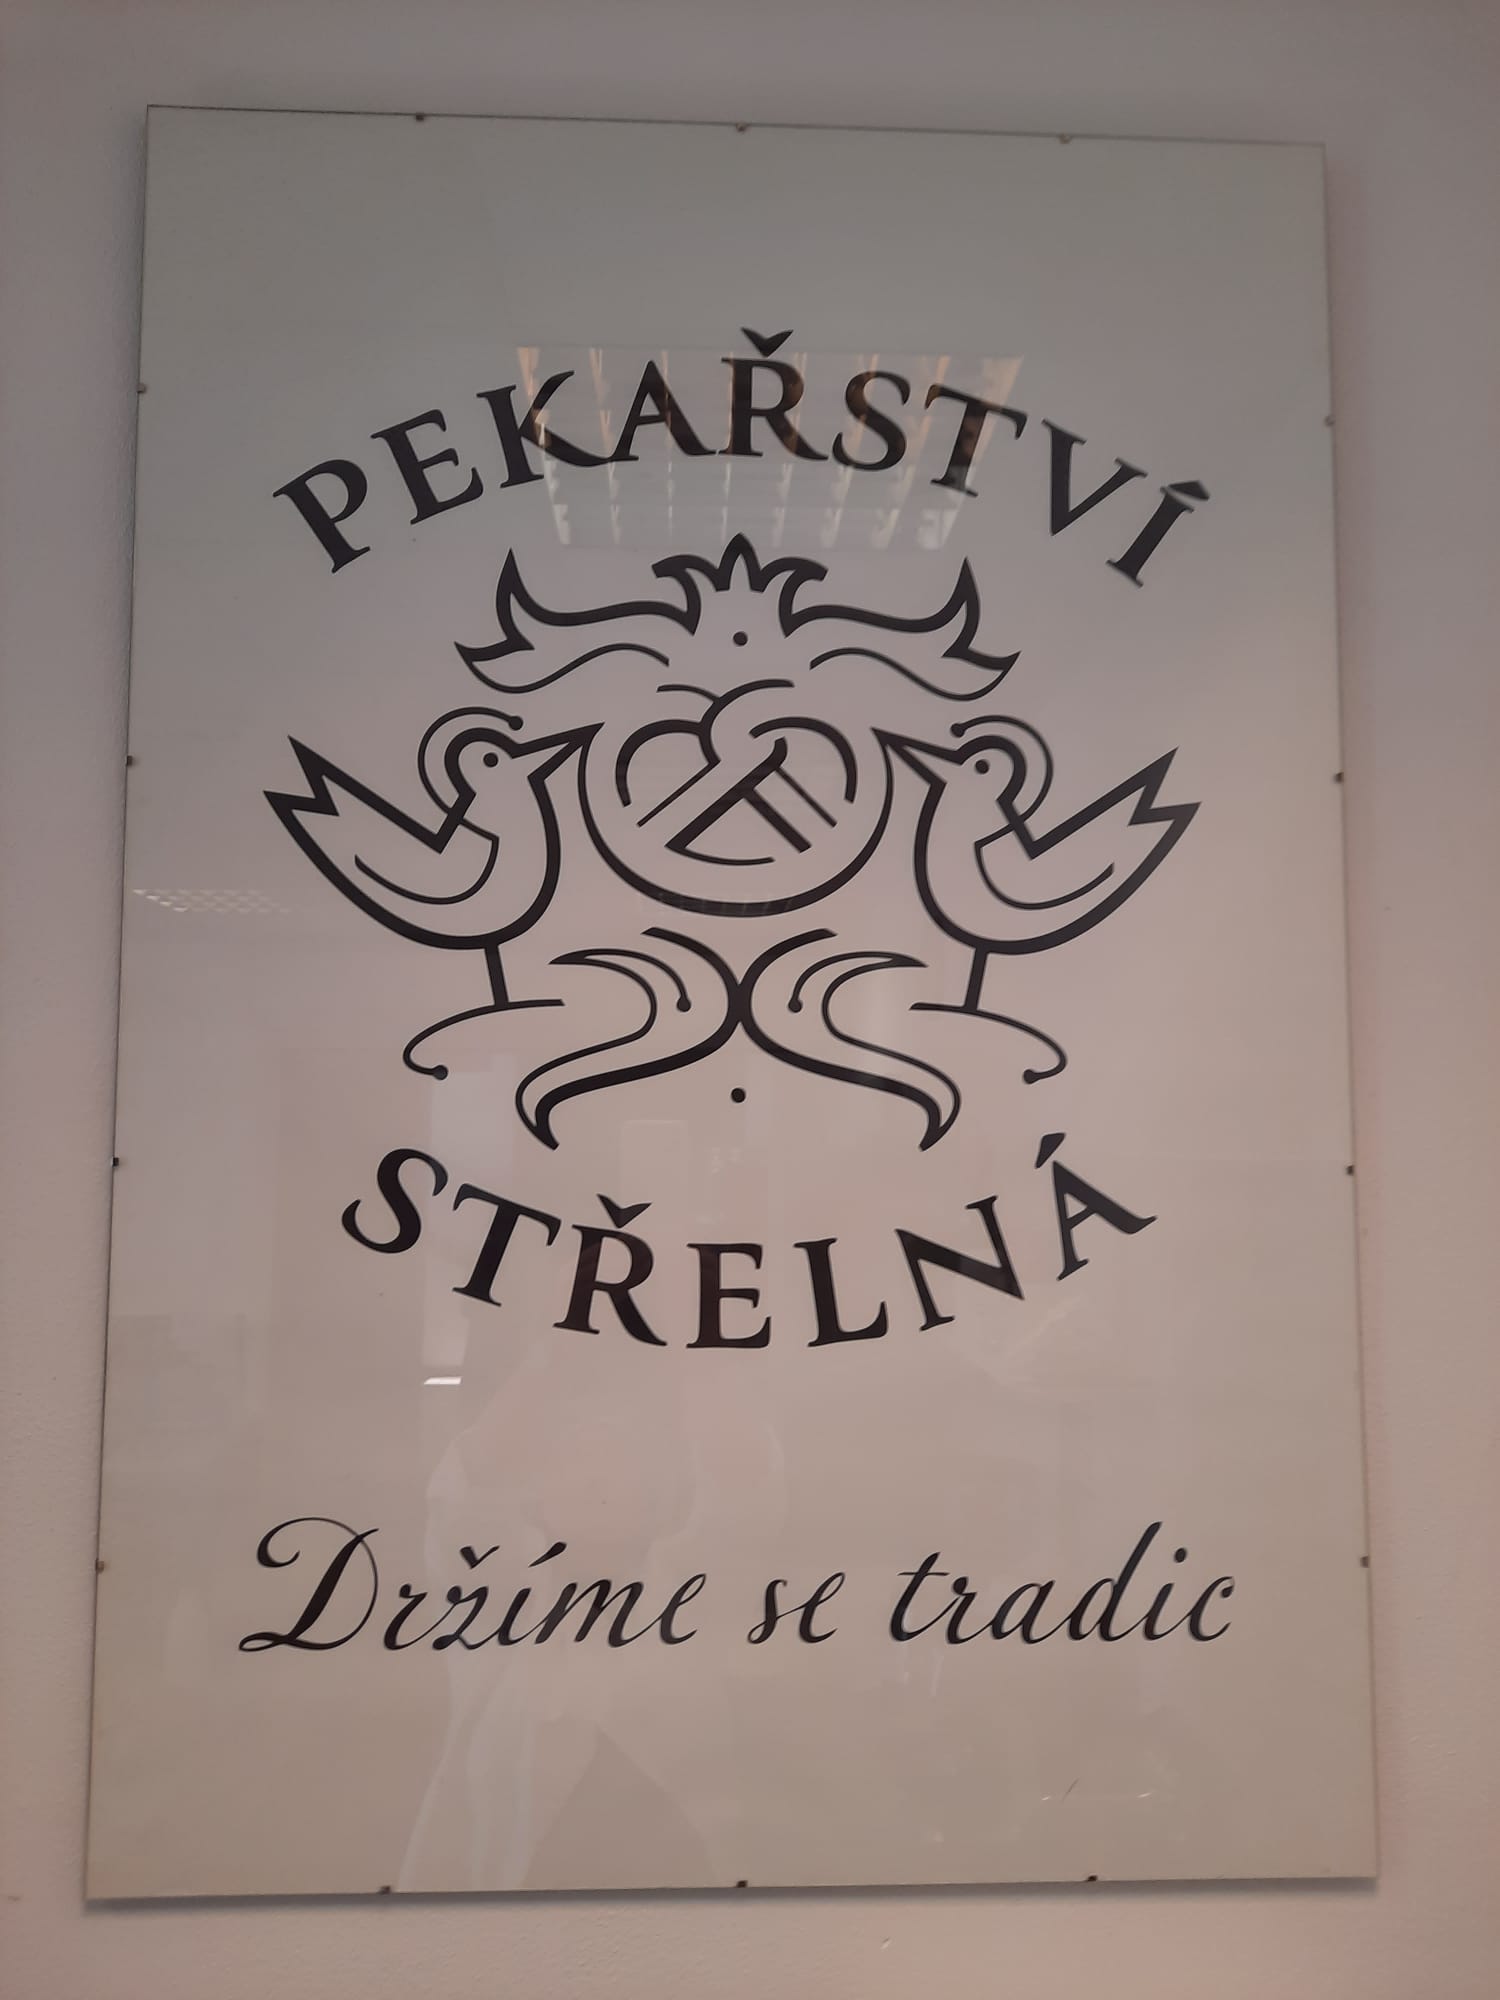 PEKAŘSTVÍ
STŘELNÁ
Držíme se tradic